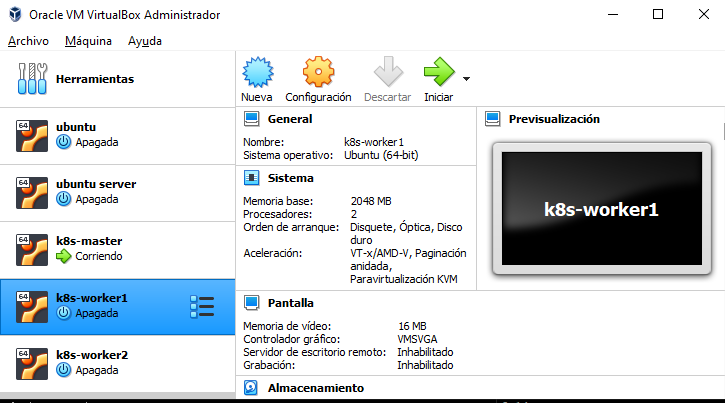 Oracle VM VirtualBox Administrador
Archivo Máquina Ayuda
Herramientas
64 ubuntu
Apagada
64 ubuntu server
Apagada
64 k8s-master
Corriendo
64 k8s-worker1
Apagada
64 k8s-worker2
Apagada
Nueva Configuración Descartar Iniciar
General
Nombre: k8s-worker1
Sistema operativo: Ubuntu (64-bit)
Sistema
Memoria base: 2048 MB
Procesadores: 2
Orden de arranque: Disquete, Óptica, Disco
duro
Aceleración: VT-x/AMD-V, Paginación
anidada,
Paravirtualización KVM
Pantalla
Memoria de vídeo: 16 MB
Controlador gráfico: VMSVGA
Servidor de escritorio remoto: Inhabilitado
Grabación: Inhabilitado
Almacenamiento
Previsualización
k8s-worker1